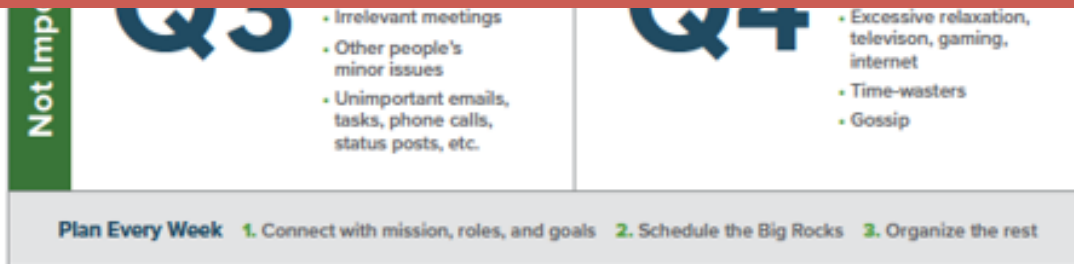 Not Impo
Q3
• Irrelevant meetings
• Other people's
minor issues
• Unimportant emails,
tasks, phone calls,
status posts, etc.
Q4
• Excessive relaxation,
televison, gaming,
internet
• Time-wasters
• Gossip
Plan Every Week 1. Connect with mission, roles, and goals 2. Schedule the Big Rocks 3. Organize the rest